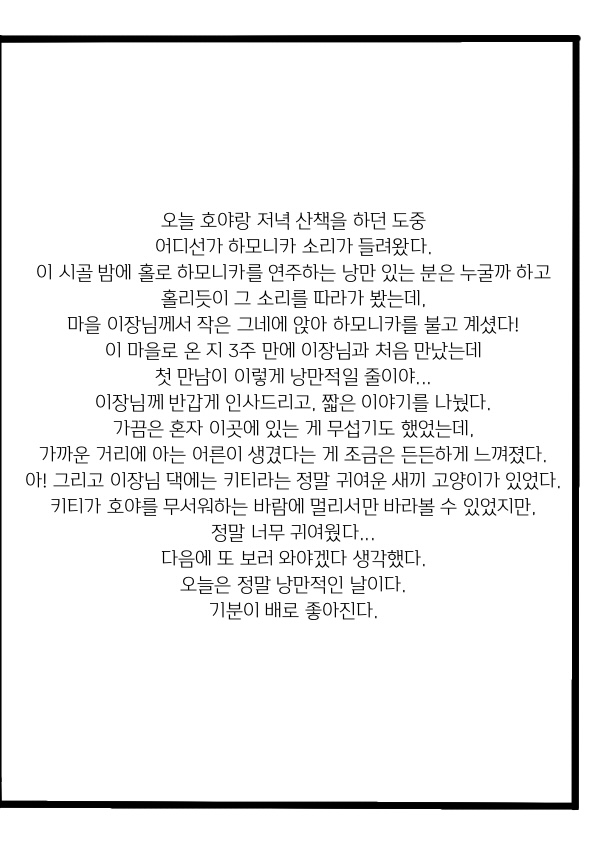 오늘 호야랑 저녁 산책을 하던 도중
어디선가 하모니카 소리가 들려왔다.
이 시골 밤에 홀로 하모니카를 연주하는 낭만 있는 분은 누굴까 하고
홀리듯이 그 소리를 따라가 봤는데,
마을 이장님께서 작은 그네에 앉아 하모니카를 불고 계셨다!
이 마을로 온 지 3주 만에 이장님과 처음 만났는데
첫 만남이 이렇게 낭만적일 줄이야...
이장님께 반갑게 인사드리고, 짧은 이야기를 나눴다.
가끔은 혼자 이곳에 있는 게 무섭기도 했었는데,
가까운 거리에 아는 어른이 생겼다는 게 조금은 든든하게 느껴졌다.
아! 그리고 이장님 댁에는 키티라는 정말 귀여운 새끼 고양이가 있었다.
키티가 호야를 무서워하는 바람에 멀리서만 바라볼 수 있었지만,
정말 너무 귀여웠다...
다음에 또 보러 와야겠다 생각했다.
오늘은 정말 낭만적인 날이다.
기분이 배로 좋아진다.